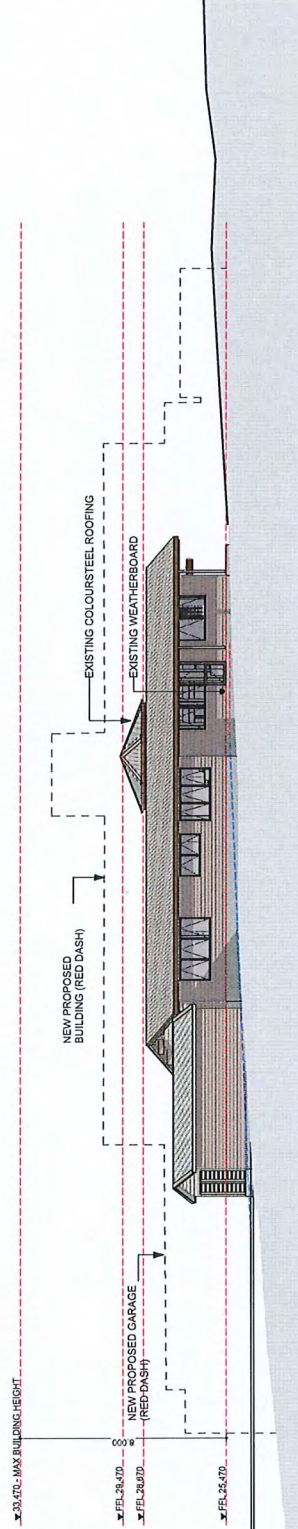 33,470 - MAX BUILDING HEIGHT
FFL 29,470
FFL 28,670
FFL 25,470
8,000
NEW PROPOSED GARAGE
(RED DASH)
NEW PROPOSED
BUILDING (RED DASH)
EXISTING COLOURSTEEL ROOFING
EXISTING WEATHERBOARD